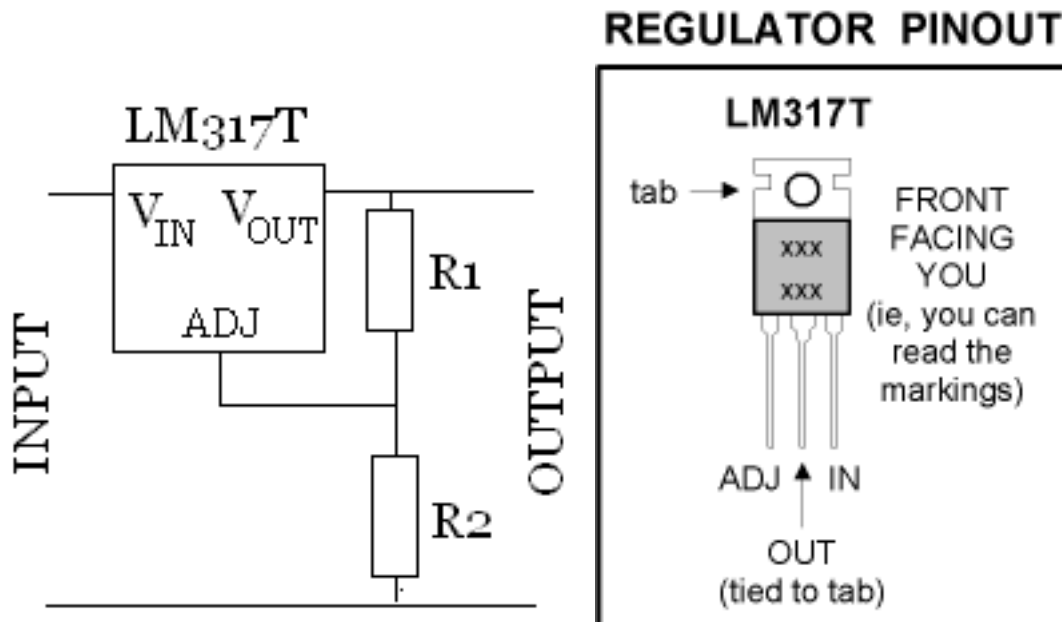 LM317T
VIN VOUT
ADJ
R1
R2
INPUT
OUTPUT
REGULATOR PINOUT
LM317T
tab
xxx
xxx
FRONT
FACING
YOU
(ie, you can
read the
markings)
ADJ IN
OUT
(tied to tab)